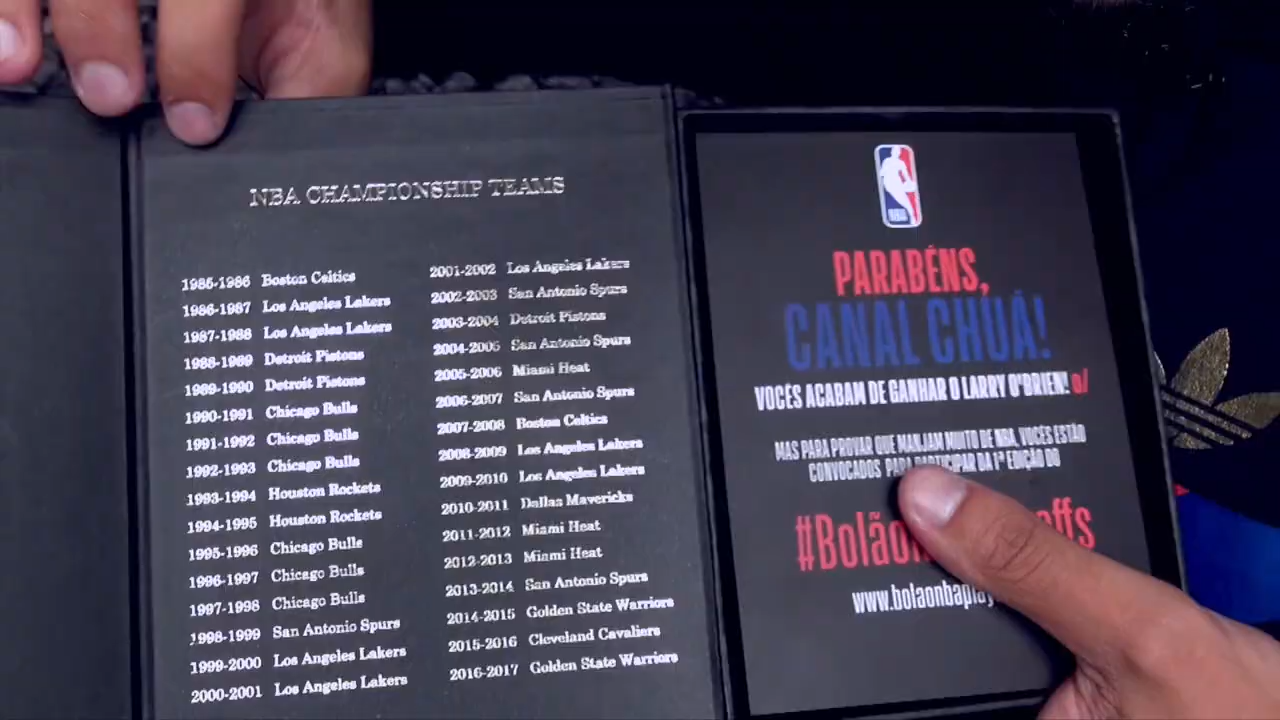 NBA CHAMPIONSHIP TEAMS
1985-1986 Boston Celtics
1986-1987 Los Angeles Lakers
1987-1988 Los Angeles Lakers
1988-1989 Detroit Pistons
1989-1990 Detroit Pistons
1990-1991 Chicago Bulls
1991-1992 Chicago Bulls
1992-1993 Chicago Bulls
1993-1994 Houston Rockets
1994-1995 Houston Rockets
1995-1996 Chicago Bulls
1996-1997 Chicago Bulls
1997-1998 Chicago Bulls
1998-1999 San Antonio Spurs
1999-2000 Los Angeles Lakers
2000-2001 Los Angeles Lakers
2001-2002 Los Angeles Lakers
2002-2003 San Antonio Spurs
2003-2004 Detroit Pistons
2004-2005 San Antonio Spurs
2005-2006 Miami Heat
2006-2007 San Antonio Spurs
2007-2008 Boston Celtics
2008-2009 Los Angeles Lakers
2009-2010 Los Angeles Lakers
2010-2011 Dallas Mavericks
2011-2012 Miami Heat
2012-2013 Miami Heat
2013-2014 San Antonio Spurs
2014-2015 Golden State Warriors
2015-2016 Cleveland Cavaliers
2016-2017 Golden State Warriors
NBA
PARABÉNS,
CANAL CHUÁ!
VOCÊS ACABAM DE GANHAR O LARRY O'BRIEN! o/
MAS PARA PROVAR QUE MANJAM MUITO DE NBA, VOCÊS ESTÃO
CONVOCADOS PARA PARTICIPAR DA 1ª EDIÇÃO DO